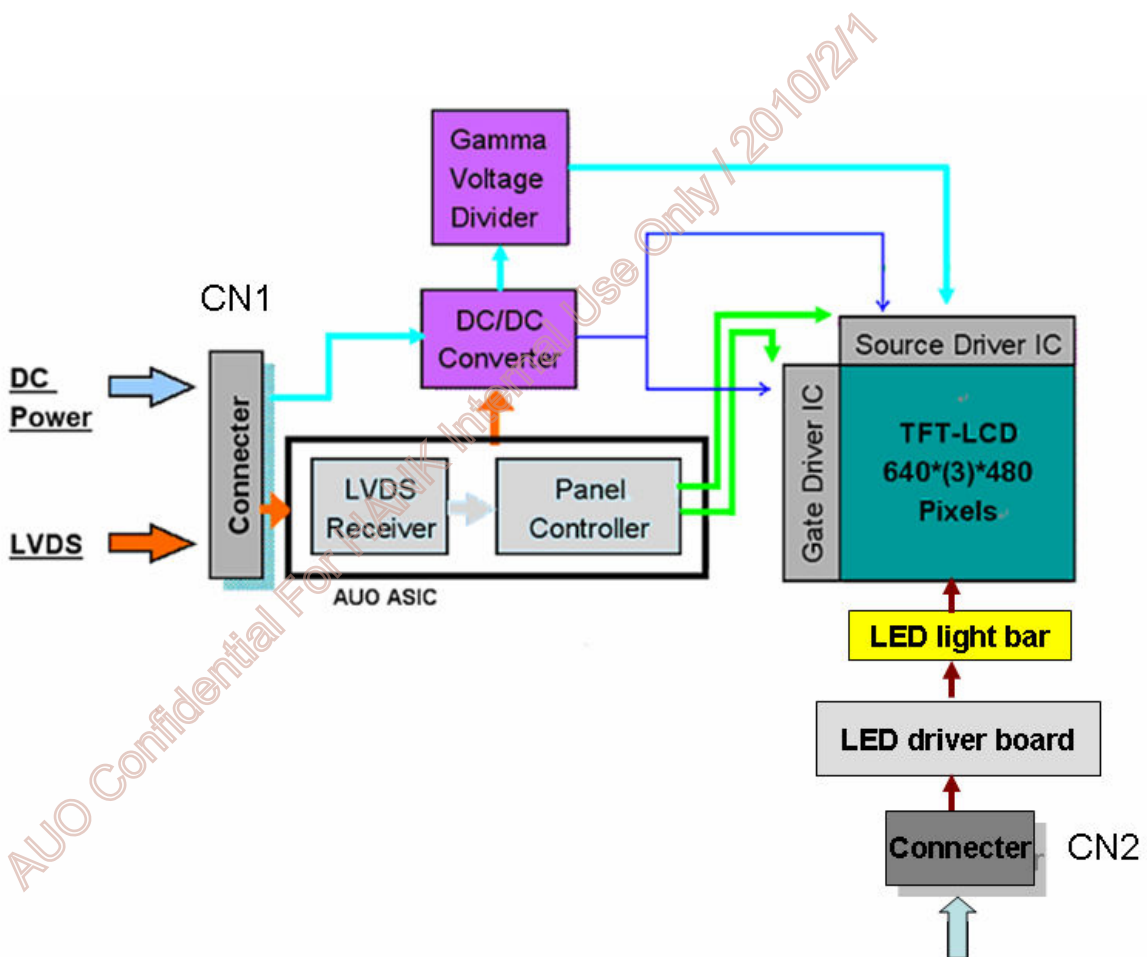 Gamma
Voltage
Divider
CN1
DC/DC
Converter
DC
Power
LVDS
Connecter
LVDS
Receiver
Panel
Controller
AUO ASIC
Source Driver IC
Gate Driver IC
TFT-LCD
640*(3)*480
Pixels
LED light bar
LED driver board
Connecter
CN2
AUO Confidential For NANK Internal Use Only / 2010/2/1